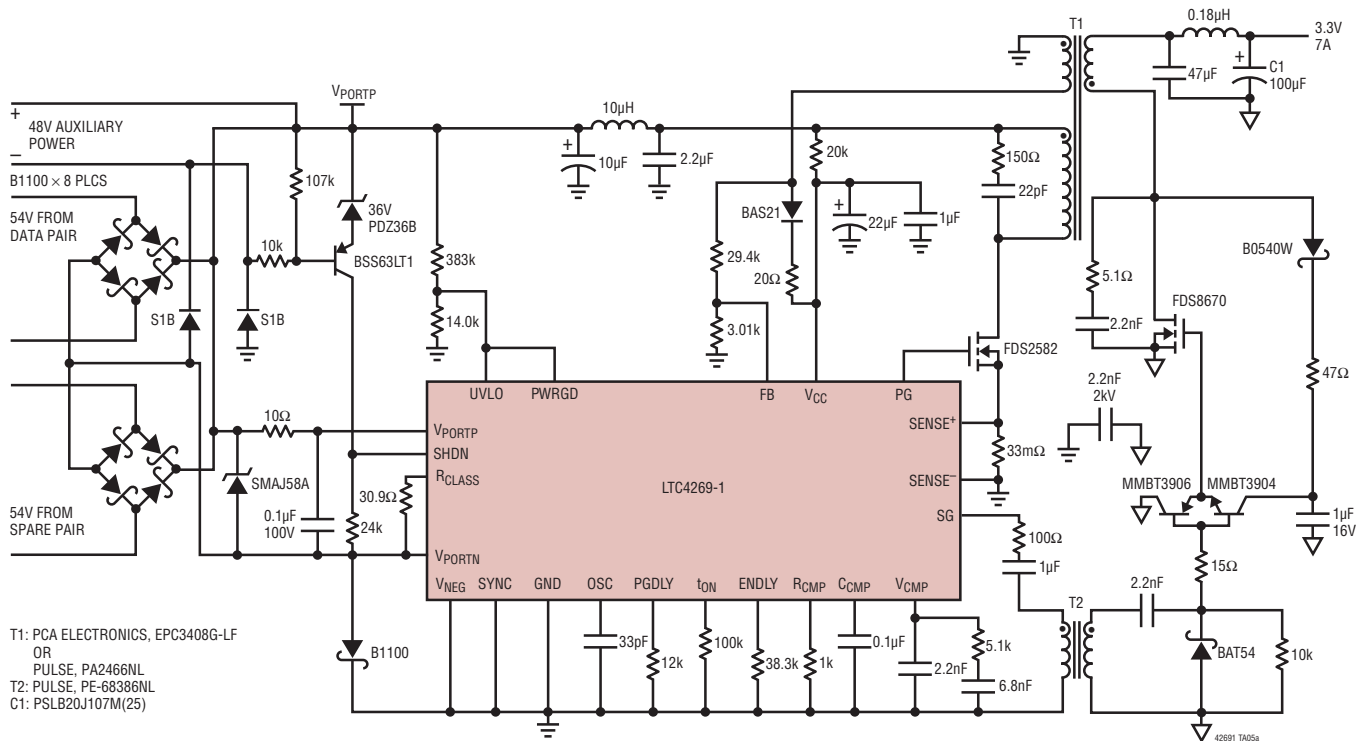 T1
0.18µH
3.3V
7A
+
47µF
C1
100µF
VPORTP
+
48V AUXILIARY
POWER
–
10µH
+
10µF
2.2µF
20k
150Ω
22pF
B1100 × 8 PLCS
54V FROM
DATA PAIR
107k
36V
PDZ36B
10k
BSS63LT1
383k
14.0k
BAS21
+
22µF
1µF
29.4k
20Ω
3.01k
5.1Ω
2.2nF
B0540W
FDS8670
S1B
S1B
FDS2582
47Ω
UVLO
PWRGD
FB
VCC
PG
2.2nF
2kV
10Ω
VPORTP
SHDN
RCLASS
SENSE+
33mΩ
SENSE–
LTC4269-1
SMAJ58A
30.9Ω
54V FROM
SPARE PAIR
0.1µF
100V
24k
SG
MMBT3906
MMBT3904
1µF
16V
100Ω
1µF
VPORTN
VNEG
SYNC
GND
OSC
PGDLY
tON
ENDLY
RCMP
CCMP
VCMP
15Ω
T2
2.2nF
T1: PCA ELECTRONICS, EPC3408G-LF
OR
PULSE, PA2466NL
T2: PULSE, PE-68386NL
C1: PSLB20J107M(25)
B1100
33pF
12k
100k
38.3k
1k
0.1µF
2.2nF
5.1k
6.8nF
BAT54
10k
42691 TA05a